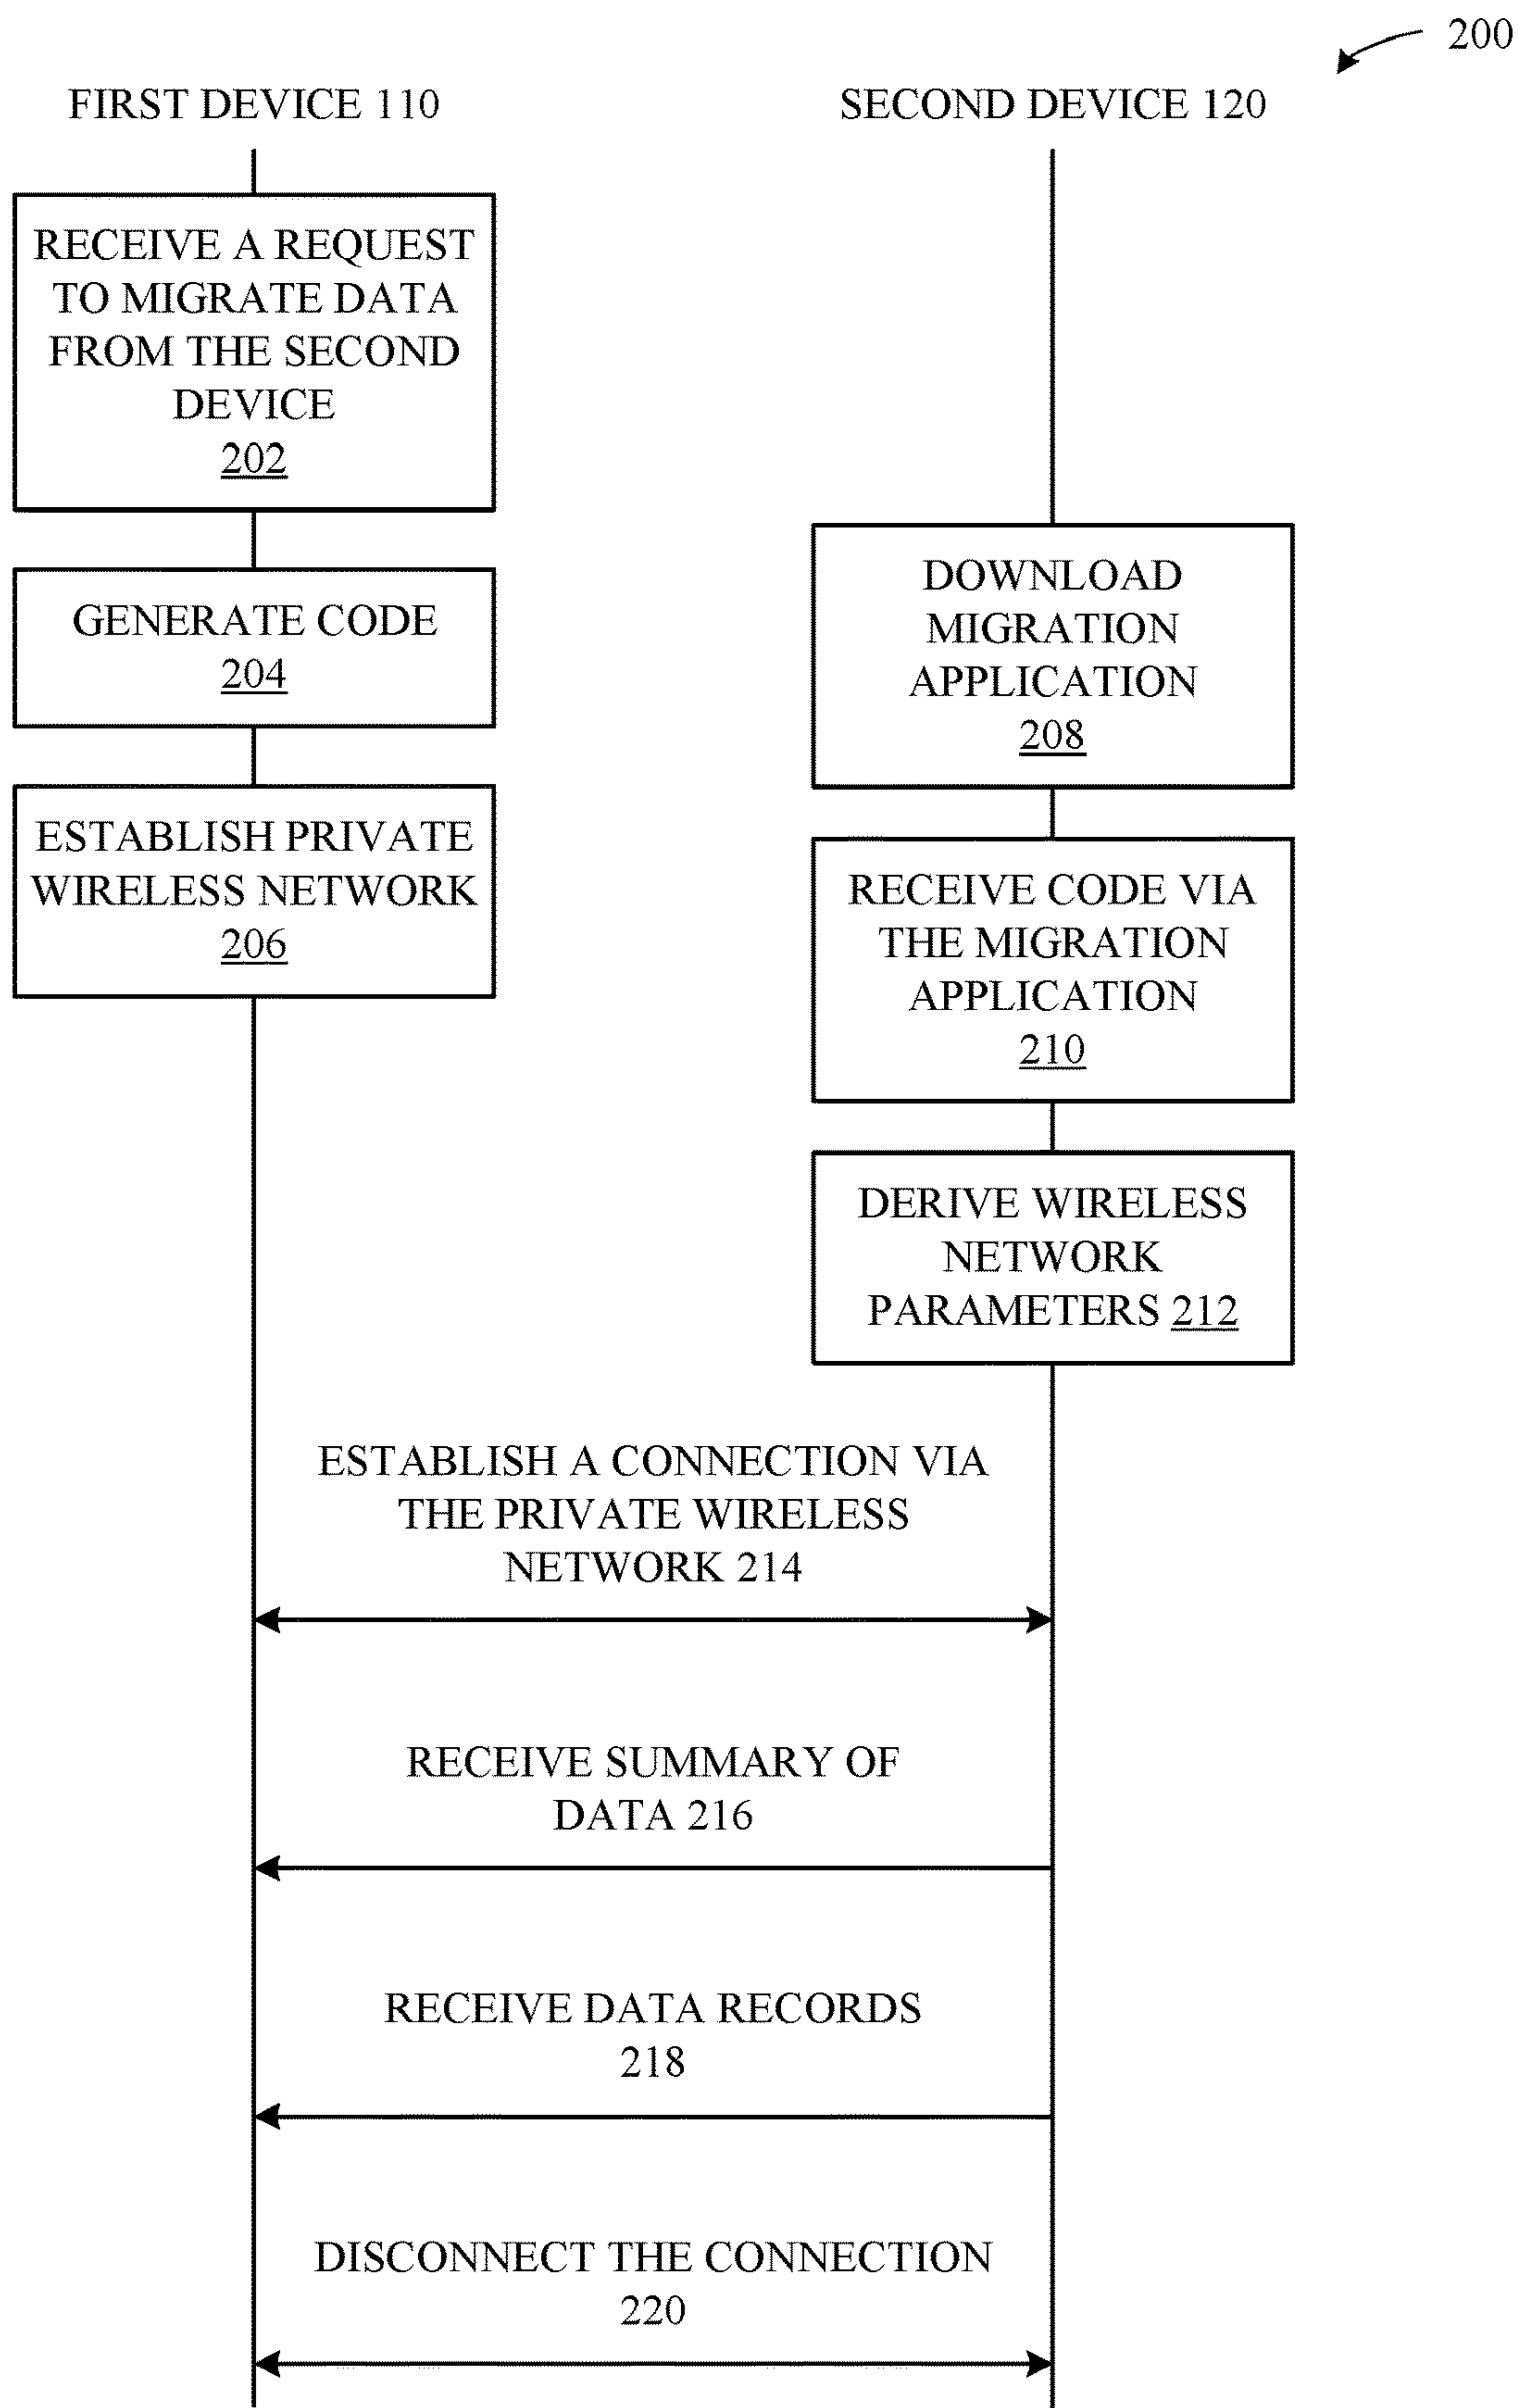 200
FIRST DEVICE 110
SECOND DEVICE 120
RECEIVE A REQUEST
TO MIGRATE DATA
FROM THE SECOND
DEVICE
202
GENERATE CODE
204
ESTABLISH PRIVATE
WIRELESS NETWORK
206
DOWNLOAD
MIGRATION
APPLICATION
208
RECEIVE CODE VIA
THE MIGRATION
APPLICATION
210
DERIVE WIRELESS
NETWORK
PARAMETERS 212
ESTABLISH A CONNECTION VIA
THE PRIVATE WIRELESS
NETWORK 214
RECEIVE SUMMARY OF
DATA 216
RECEIVE DATA RECORDS
218
DISCONNECT THE CONNECTION
220